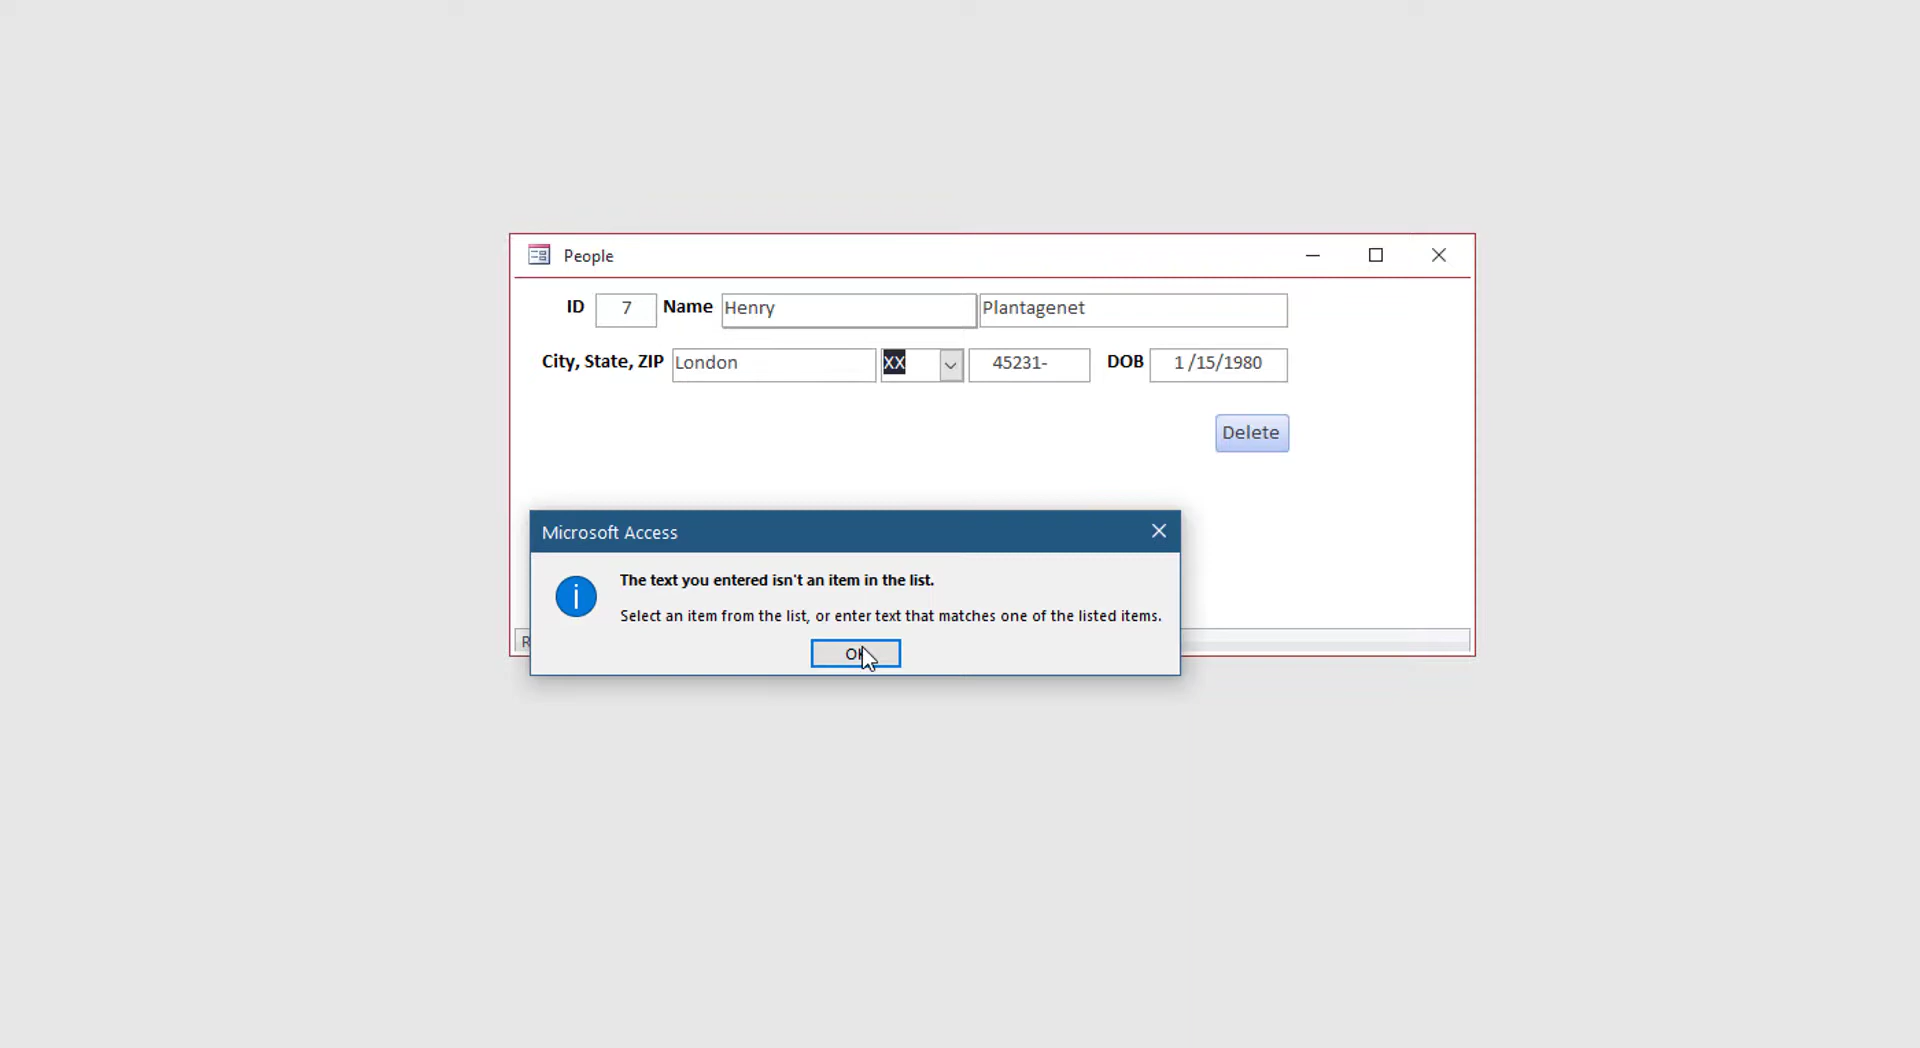 People
ID 7 Name Henry Plantagenet
City, State, ZIP London XX 45231- DOB 1 /15/1980
Delete
Microsoft Access
The text you entered isn't an item in the list.
Select an item from the list, or enter text that matches one of the listed items.
OK